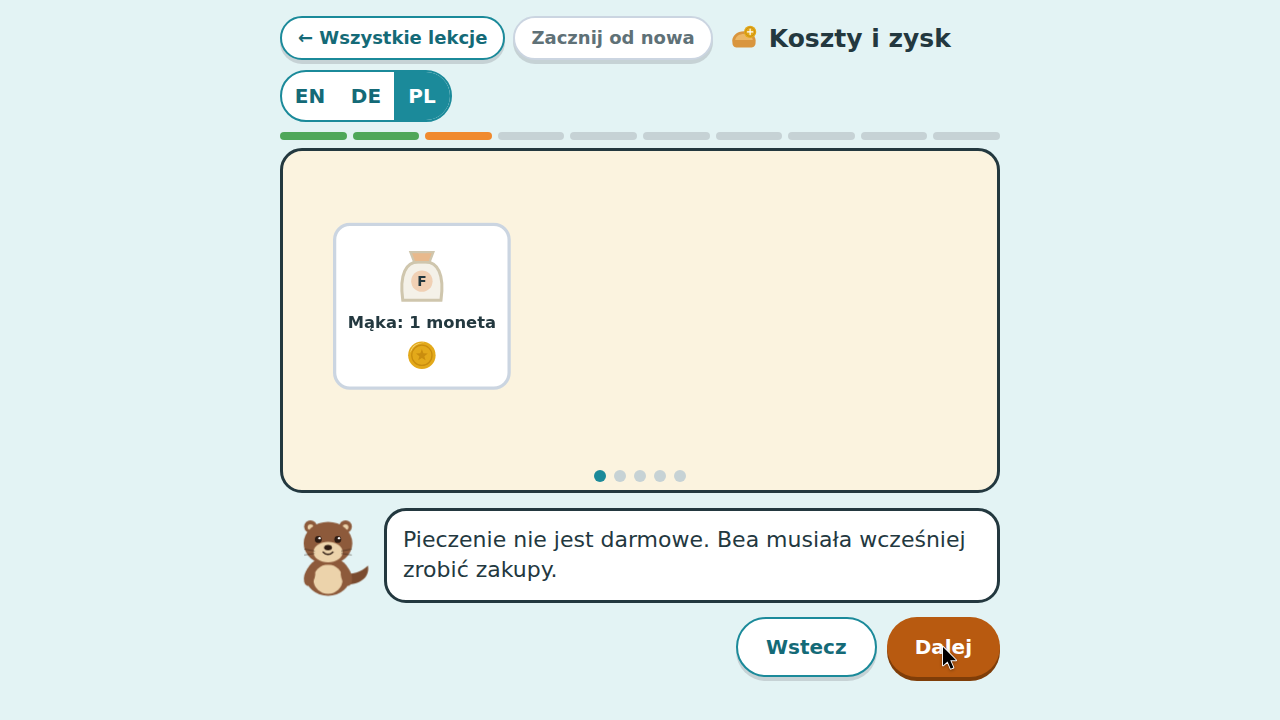 ← Wszystkie lekcje
Zacznij od nowa
Koszty i zysk
EN DE PL
F
Mąka: 1 moneta
Pieczenie nie jest darmowe. Bea musiała wcześniej
zrobić zakupy.
Wstecz
Dalej